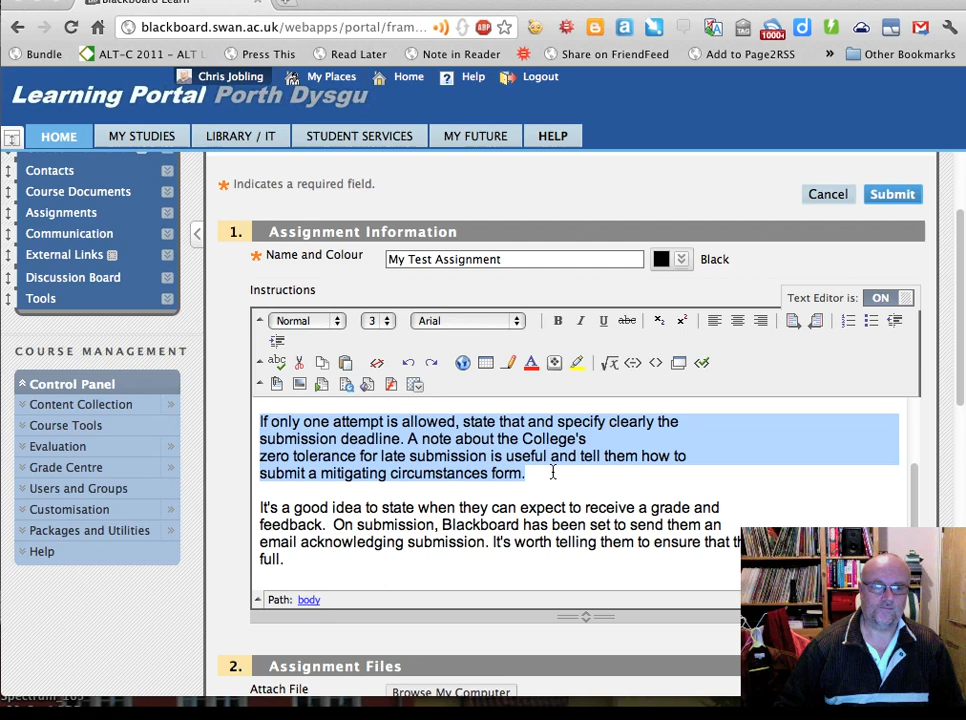 Blackboard Learn
blackboard.swan.ac.uk/webapps/portal/fram...
Bundle
ALT-C 2011 – ALT
Press This
Read Later
Note in Reader
Share on FriendFeed
Add to Page2RSS
»
Other Bookmarks
1000+
Chris Jobling
My Places
Home
Help
Logout
Learning Portal Porth Dysgu
HOME
MY STUDIES
LIBRARY / IT
STUDENT SERVICES
MY FUTURE
HELP
Contacts
Course Documents
Assignments
Communication
External Links
Discussion Board
Tools
COURSE MANAGEMENT
Control Panel
Content Collection
Course Tools
Evaluation
Grade Centre
Users and Groups
Customisation
Packages and Utilities
Help
Indicates a required field.
Cancel
Submit
1. Assignment Information
Name and Colour
My Test Assignment
Black
Instructions
Text Editor is: ON
Normal
3
Arial
B I U abc
Path: body
If only one attempt is allowed, state that and specify clearly the
submission deadline. A note about the College's
zero tolerance for late submission is useful and tell them how to
submit a mitigating circumstances form.
It's a good idea to state when they can expect to receive a grade and
feedback. On submission, Blackboard has been set to send them an
email acknowledging submission. It's worth telling them to ensure that
full.
2. Assignment Files
Attach File
Browse My Computer